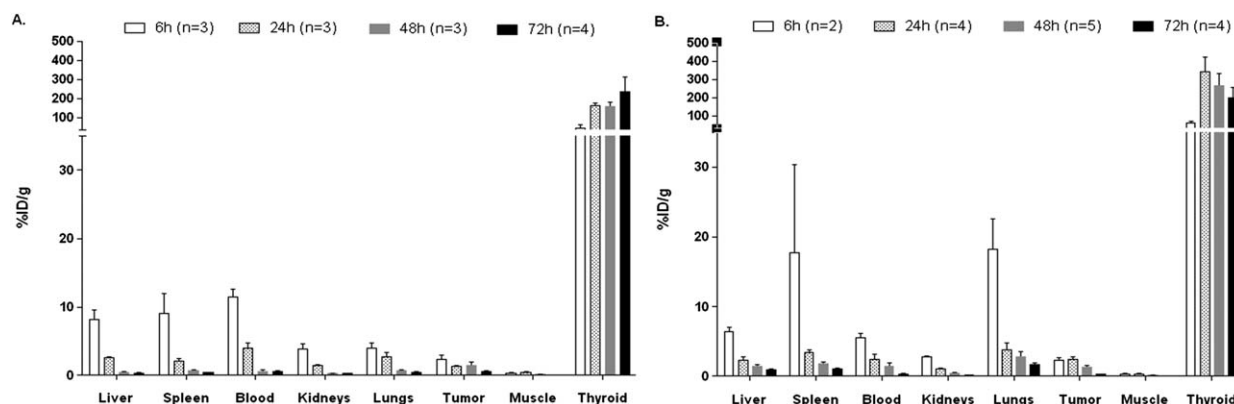 A.
6h (n=3) 24h (n=3) 48h (n=3) 72h (n=4)
500
400
300
200
100
30
20
10
0
%ID/g
Liver Spleen Blood Kidneys Lungs Tumor Muscle Thyroid
B.
6h (n=2) 24h (n=4) 48h (n=5) 72h (n=4)
500
400
300
200
100
30
20
10
0
%ID/g
Liver Spleen Blood Kidneys Lungs Tumor Muscle Thyroid